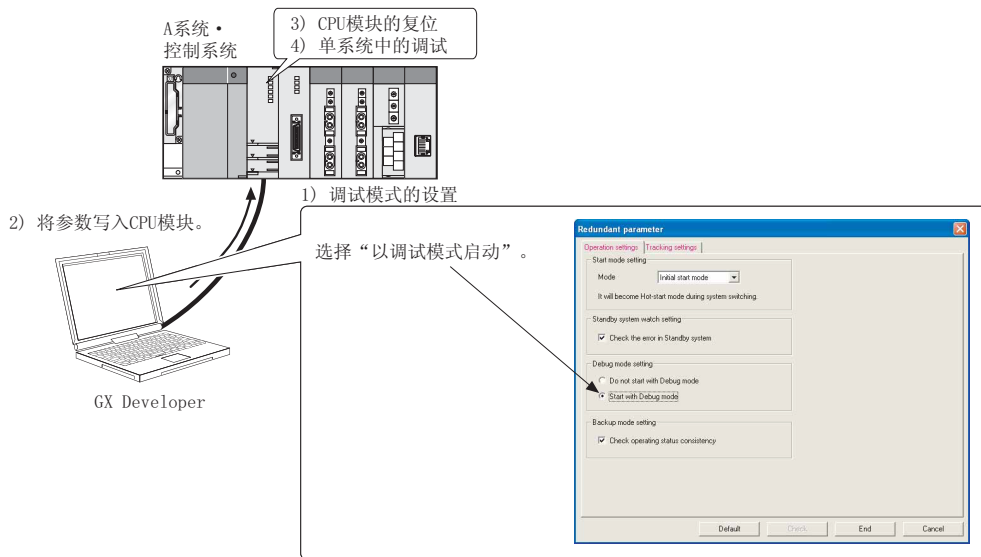 A系统·
控制系统
3) CPU模块的复位
4) 单系统中的调试
1) 调试模式的设置
2) 将参数写入CPU模块。
选择“以调试模式启动”。
GX Developer
Redundant parameter
Operation settings
Tracking settings
Start mode setting
Mode
Initial start mode
It will become Hot-start mode during system switching.
Standby system watch setting
Check the error in Standby system
Debug mode setting
Do not start with Debug mode
Start with Debug mode
Backup mode setting
Check operating status consistency
Default
Check
End
Cancel